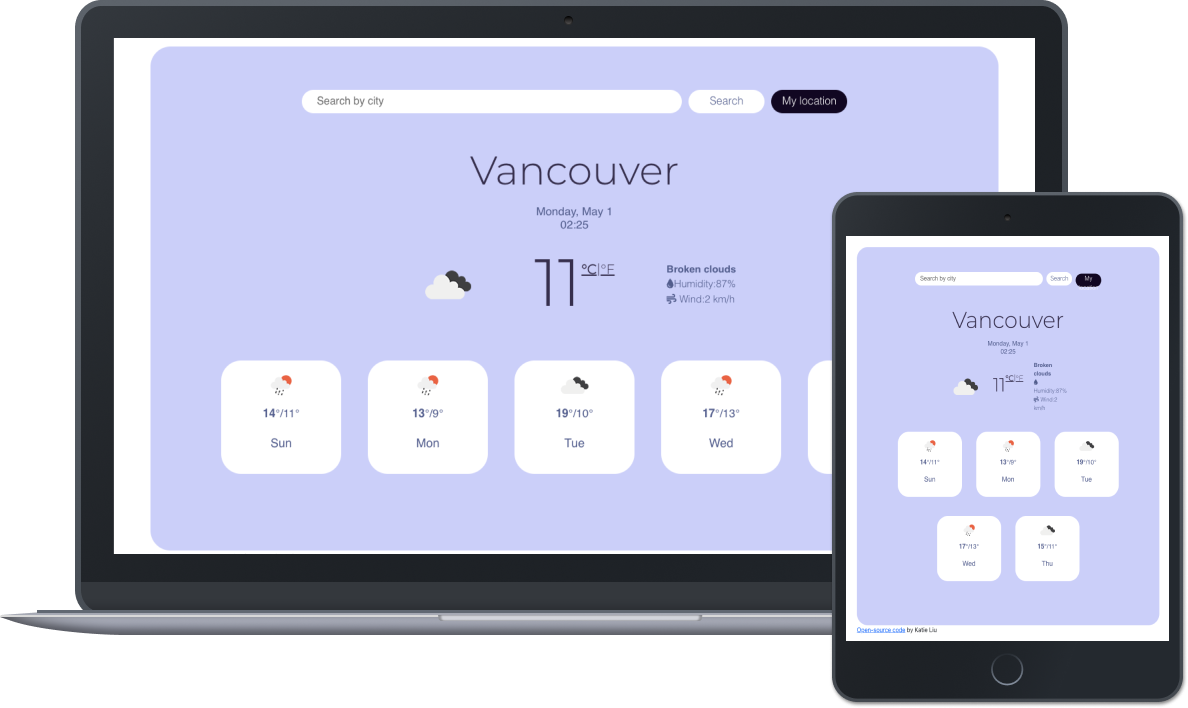 Search by city
Search
My location
Vancouver
Monday, May 1
02:25
11 °C|°F
Broken clouds
Humidity:87%
Wind:2 km/h
14°/11°
Sun
13°/9°
Mon
19°/10°
Tue
17°/13°
Wed
Search by city
Search
My
Vancouver
Monday, May 1
02:25
11 °C|°F
Broken
clouds
Humidity:87%
Wind:2
km/h
14°/11°
Sun
13°/9°
Mon
19°/10°
Tue
17°/13°
Wed
15°/11°
Thu
Open-source code by Katie Liu